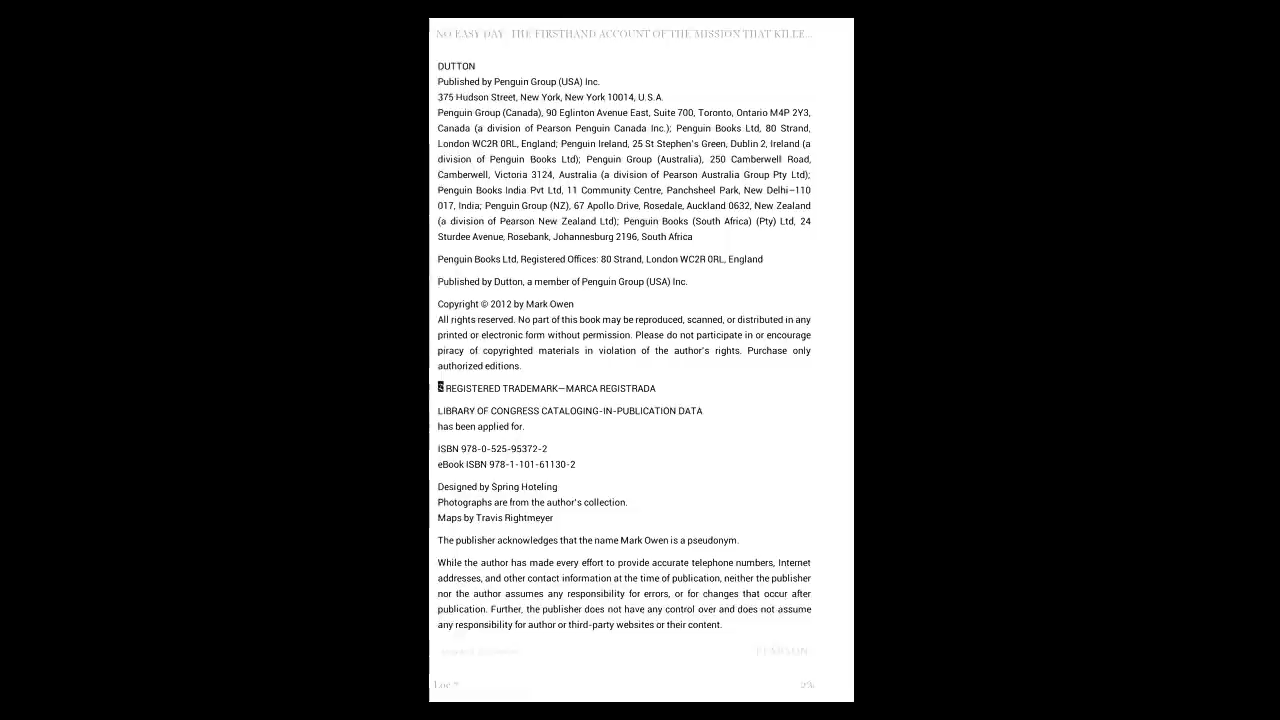 NO EASY DAY: THE FIRSTHAND ACCOUNT OF THE MISSION THAT KILLE...
DUTTON
Published by Penguin Group (USA) Inc.
375 Hudson Street, New York, New York 10014, U.S.A.
Penguin Group (Canada), 90 Eglinton Avenue East, Suite 700, Toronto, Ontario M4P 2Y3,
Canada (a division of Pearson Penguin Canada Inc.); Penguin Books Ltd, 80 Strand,
London WC2R 0RL, England; Penguin Ireland, 25 St Stephen's Green, Dublin 2, Ireland (a
division of Penguin Books Ltd); Penguin Group (Australia), 250 Camberwell Road,
Camberwell, Victoria 3124, Australia (a division of Pearson Australia Group Pty Ltd);
Penguin Books India Pvt Ltd, 11 Community Centre, Panchsheel Park, New Delhi–110
017, India; Penguin Group (NZ), 67 Apollo Drive, Rosedale, Auckland 0632, New Zealand
(a division of Pearson New Zealand Ltd); Penguin Books (South Africa) (Pty) Ltd, 24
Sturdee Avenue, Rosebank, Johannesburg 2196, South Africa
Penguin Books Ltd, Registered Offices: 80 Strand, London WC2R 0RL, England
Published by Dutton, a member of Penguin Group (USA) Inc.
Copyright © 2012 by Mark Owen
All rights reserved. No part of this book may be reproduced, scanned, or distributed in any
printed or electronic form without permission. Please do not participate in or encourage
piracy of copyrighted materials in violation of the author's rights. Purchase only
authorized editions.
REGISTERED TRADEMARK—MARCA REGISTRADA
LIBRARY OF CONGRESS CATALOGING-IN-PUBLICATION DATA
has been applied for.
ISBN 978-0-525-95372-2
eBook ISBN 978-1-101-61130-2
Designed by Spring Hoteling
Photographs are from the author's collection.
Maps by Travis Rightmeyer
The publisher acknowledges that the name Mark Owen is a pseudonym.
While the author has made every effort to provide accurate telephone numbers, Internet
addresses, and other contact information at the time of publication, neither the publisher
nor the author assumes any responsibility for errors, or for changes that occur after
publication. Further, the publisher does not have any control over and does not assume
any responsibility for author or third-party websites or their content.
PEARSON
Loc 7
2%